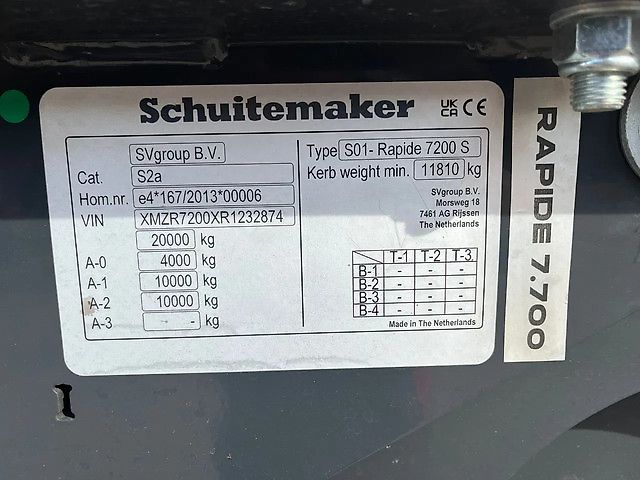 Schuitemaker UK CA CE
SVgroup B.V.
Cat. S2a
Hom.nr. e4*167/2013*00006
VIN XMZR7200XR1232874
20000 kg
A-0 4000 kg
A-1 10000 kg
A-2 10000 kg
A-3 - kg
Type S01- Rapide 7200 S
Kerb weight min. 11810 kg
SVgroup B.V.
Morsweg 18
7461 AG Rijssen
The Netherlands
T-1 T-2 T-3
B-1 - - -
B-2 - - -
B-3 - - -
B-4 - - -
Made in The Netherlands
RAPIDE 7.700